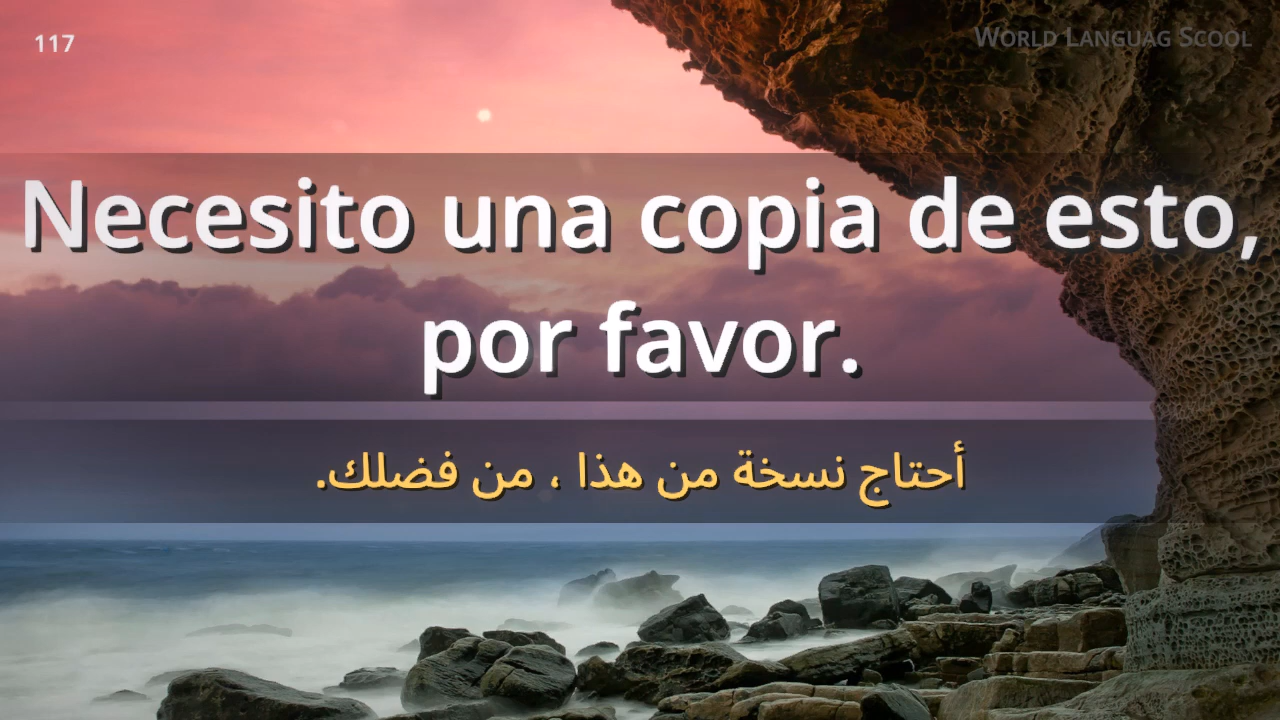 117
World Languag Scool
Necesito una copia de esto,
por favor.
أحتاج نسخة من هذا ، من فضلك.